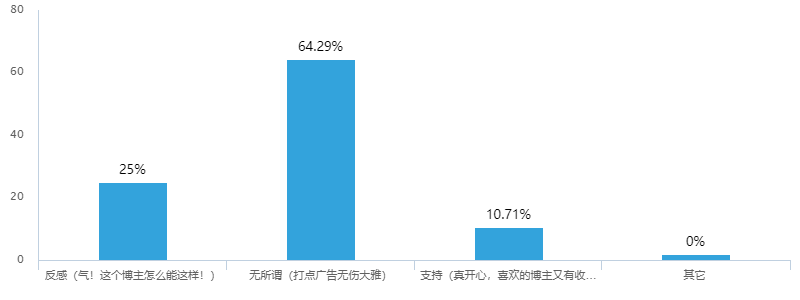 80
64.29%
60
40
25%
20
10.71%
0%
0
反感（气！这个博主怎么能这样！）
无所谓（打点广告无伤大雅）
支持（真开心，喜欢的博主又有收...
其它